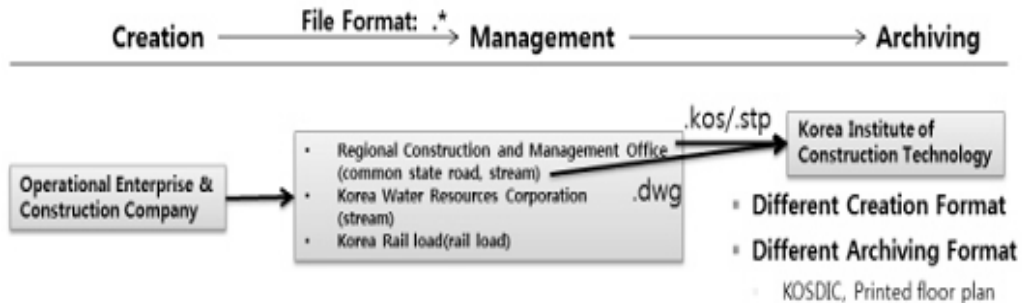 Creation
File Format: .*
Management
Archiving
Operational Enterprise &
Construction Company
• Regional Construction and Management Office
(common state road, stream)
• Korea Water Resources Corporation
(stream)
• Korea Rail load(rail load)
.kos/.stp
.dwg
Korea Institute of
Construction Technology
▪ Different Creation Format
▪ Different Archiving Format
KOSDIC, Printed floor plan